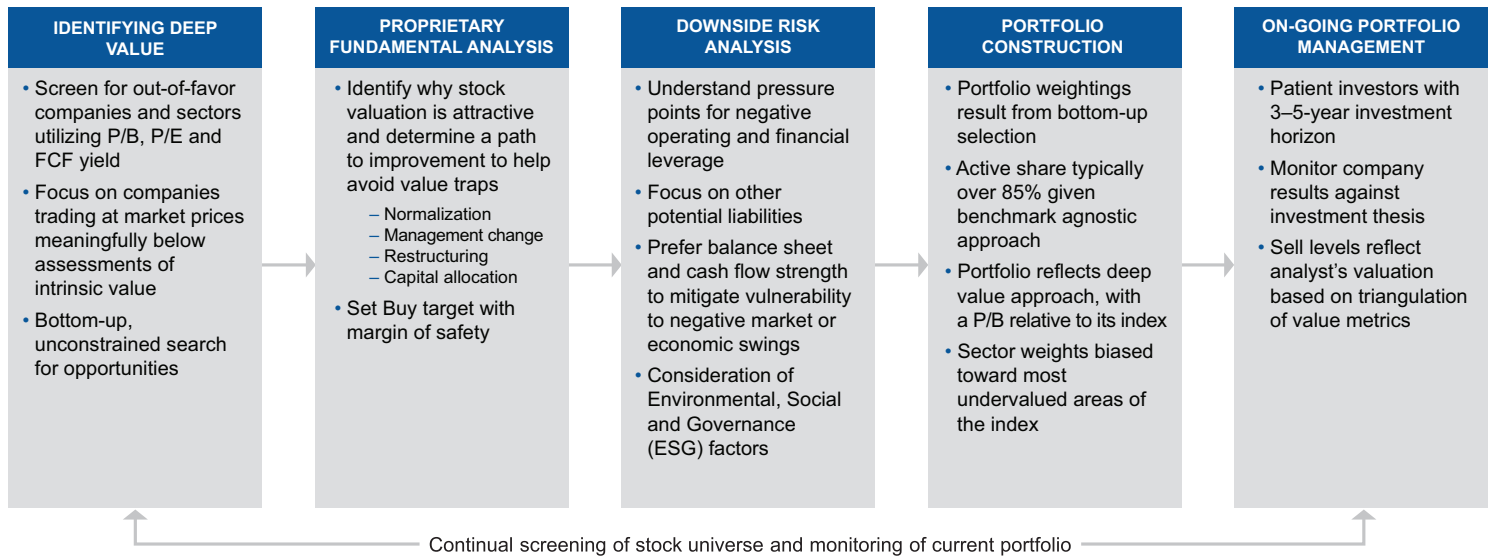 IDENTIFYING DEEP
VALUE
• Screen for out-of-favor
companies and sectors
utilizing P/B, P/E and
FCF yield
• Focus on companies
trading at market prices
meaningfully below
assessments of
intrinsic value
• Bottom-up,
unconstrained search
for opportunities
PROPRIETARY
FUNDAMENTAL ANALYSIS
• Identify why stock
valuation is attractive
and determine a path
to improvement to help
avoid value traps
– Normalization
– Management change
– Restructuring
– Capital allocation
• Set Buy target with
margin of safety
DOWNSIDE RISK
ANALYSIS
• Understand pressure
points for negative
operating and financial
leverage
• Focus on other
potential liabilities
• Prefer balance sheet
and cash flow strength
to mitigate vulnerability
to negative market or
economic swings
• Consideration of
Environmental, Social
and Governance
(ESG) factors
PORTFOLIO
CONSTRUCTION
• Portfolio weightings
result from bottom-up
selection
• Active share typically
over 85% given
benchmark agnostic
approach
• Portfolio reflects deep
value approach, with
a P/B relative to its index
• Sector weights biased
toward most
undervalued areas of
the index
ON-GOING PORTFOLIO
MANAGEMENT
• Patient investors with
3–5-year investment
horizon
• Monitor company
results against
investment thesis
• Sell levels reflect
analyst’s valuation
based on triangulation
of value metrics
Continual screening of stock universe and monitoring of current portfolio